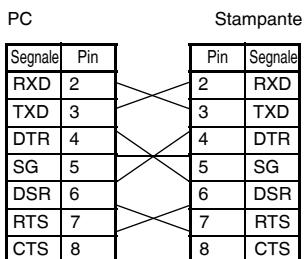 PC Stampante
Segnale Pin Pin Segnale
RXD 2 2 RXD
TXD 3 3 TXD
DTR 4 4 DTR
SG 5 5 SG
DSR 6 6 DSR
RTS 7 7 RTS
CTS 8 8 CTS